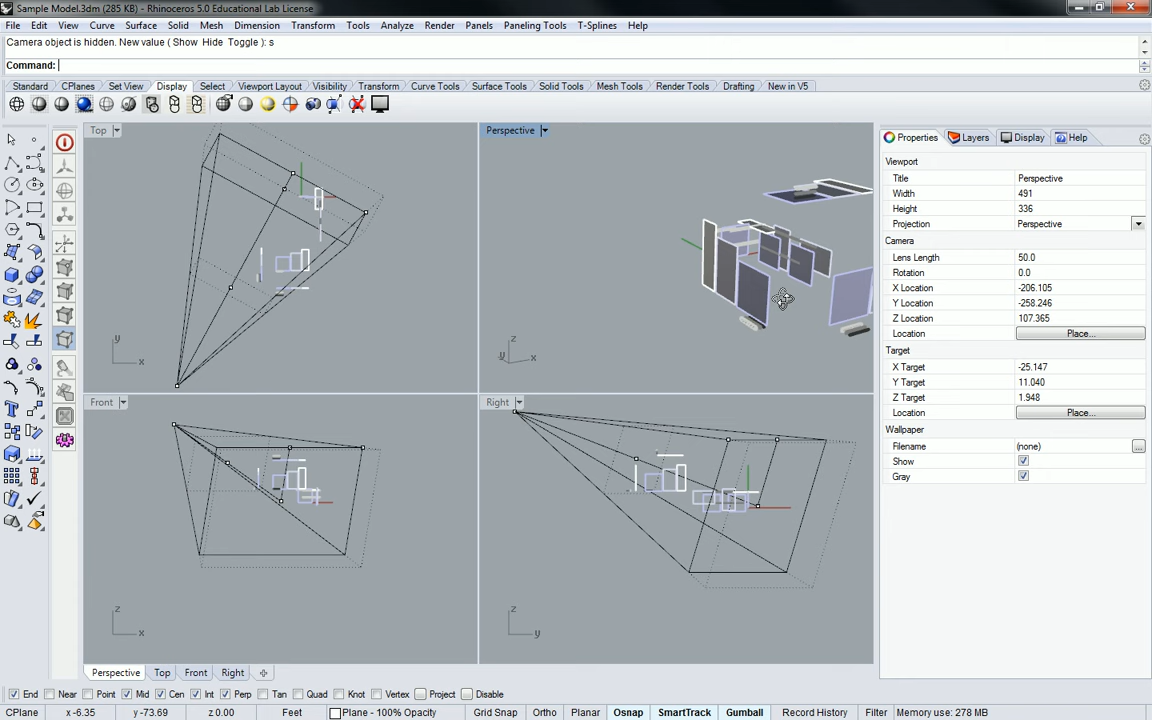 Sample Model.3dm (285 KB) - Rhinoceros 5.0 Educational Lab License
File Edit View Curve Surface Solid Mesh Dimension Transform Tools Analyze Render Panels Paneling Tools T-Splines Help
Camera object is hidden. New value ( Show Hide Toggle ): s
Command:
Standard CPlanes Set View Display Select Viewport Layout Visibility Transform Curve Tools Surface Tools Solid Tools Mesh Tools Render Tools Drafting New in V5
Top
Perspective
Properties Layers Display Help
Viewport
Title Perspective
Width 491
Height 336
Projection Perspective
Camera
Lens Length 50.0
Rotation 0.0
X Location -206.105
Y Location -258.246
Z Location 107.365
Location Place...
Target
X Target -25.147
Y Target 11.040
Z Target 1.948
Location Place...
Wallpaper
Filename (none) ...
Show
Gray
y
x
z
y
x
Front
Right
z
x
z
y
Perspective Top Front Right
End Near Point Mid Cen Int Perp Tan Quad Knot Vertex Project Disable
CPlane x -6.35 y -73.69 z 0.00 Feet Plane - 100% Opacity Grid Snap Ortho Planar Osnap SmartTrack Gumball Record History Filter Memory use: 278 MB